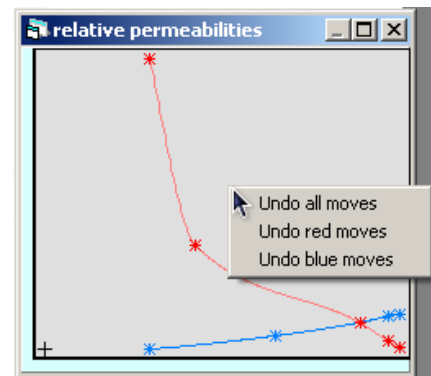 relative permeabilities
Undo all moves
Undo red moves
Undo blue moves